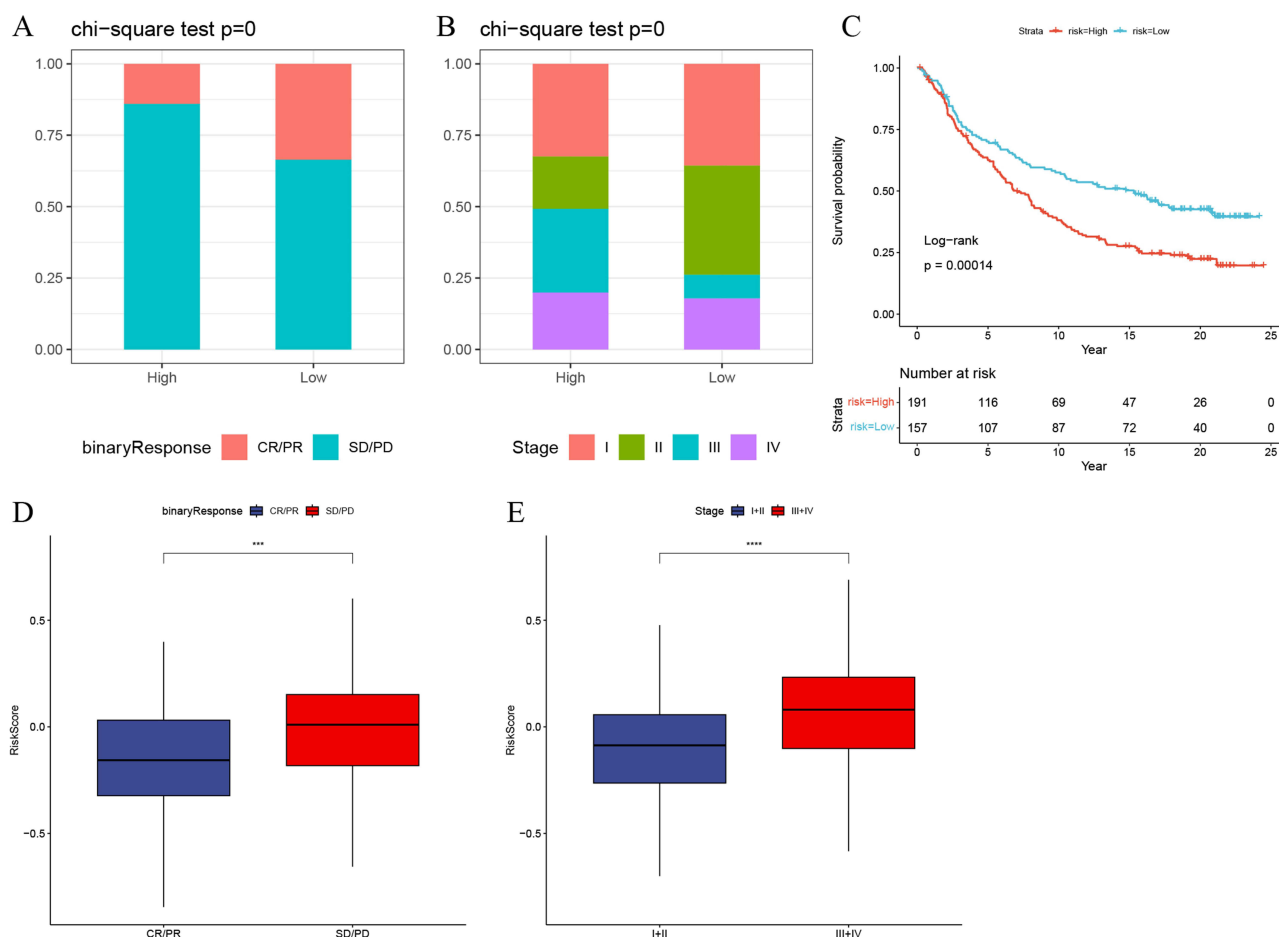 A
chi−square test p=0
1.00
0.75
0.50
0.25
0.00
High
Low
binaryResponse CR/PR SD/PD
B
chi−square test p=0
1.00
0.75
0.50
0.25
0.00
High
Low
Stage I II III IV
C
Strata risk=High risk=Low
Survival probability
1.00
0.75
0.50
0.25
0.00
Log−rank
p = 0.00014
0 5 10 15 20 25
Year
Number at risk
Strata
risk=High 191 116 69 47 26 0
risk=Low 157 107 87 72 40 0
0 5 10 15 20 25
Year
D
binaryResponse CR/PR SD/PD
***
RiskScore
0.5
0.0
−0.5
CR/PR
SD/PD
E
Stage I+II III+IV
****
RiskScore
0.5
0.0
−0.5
I+II
III+IV